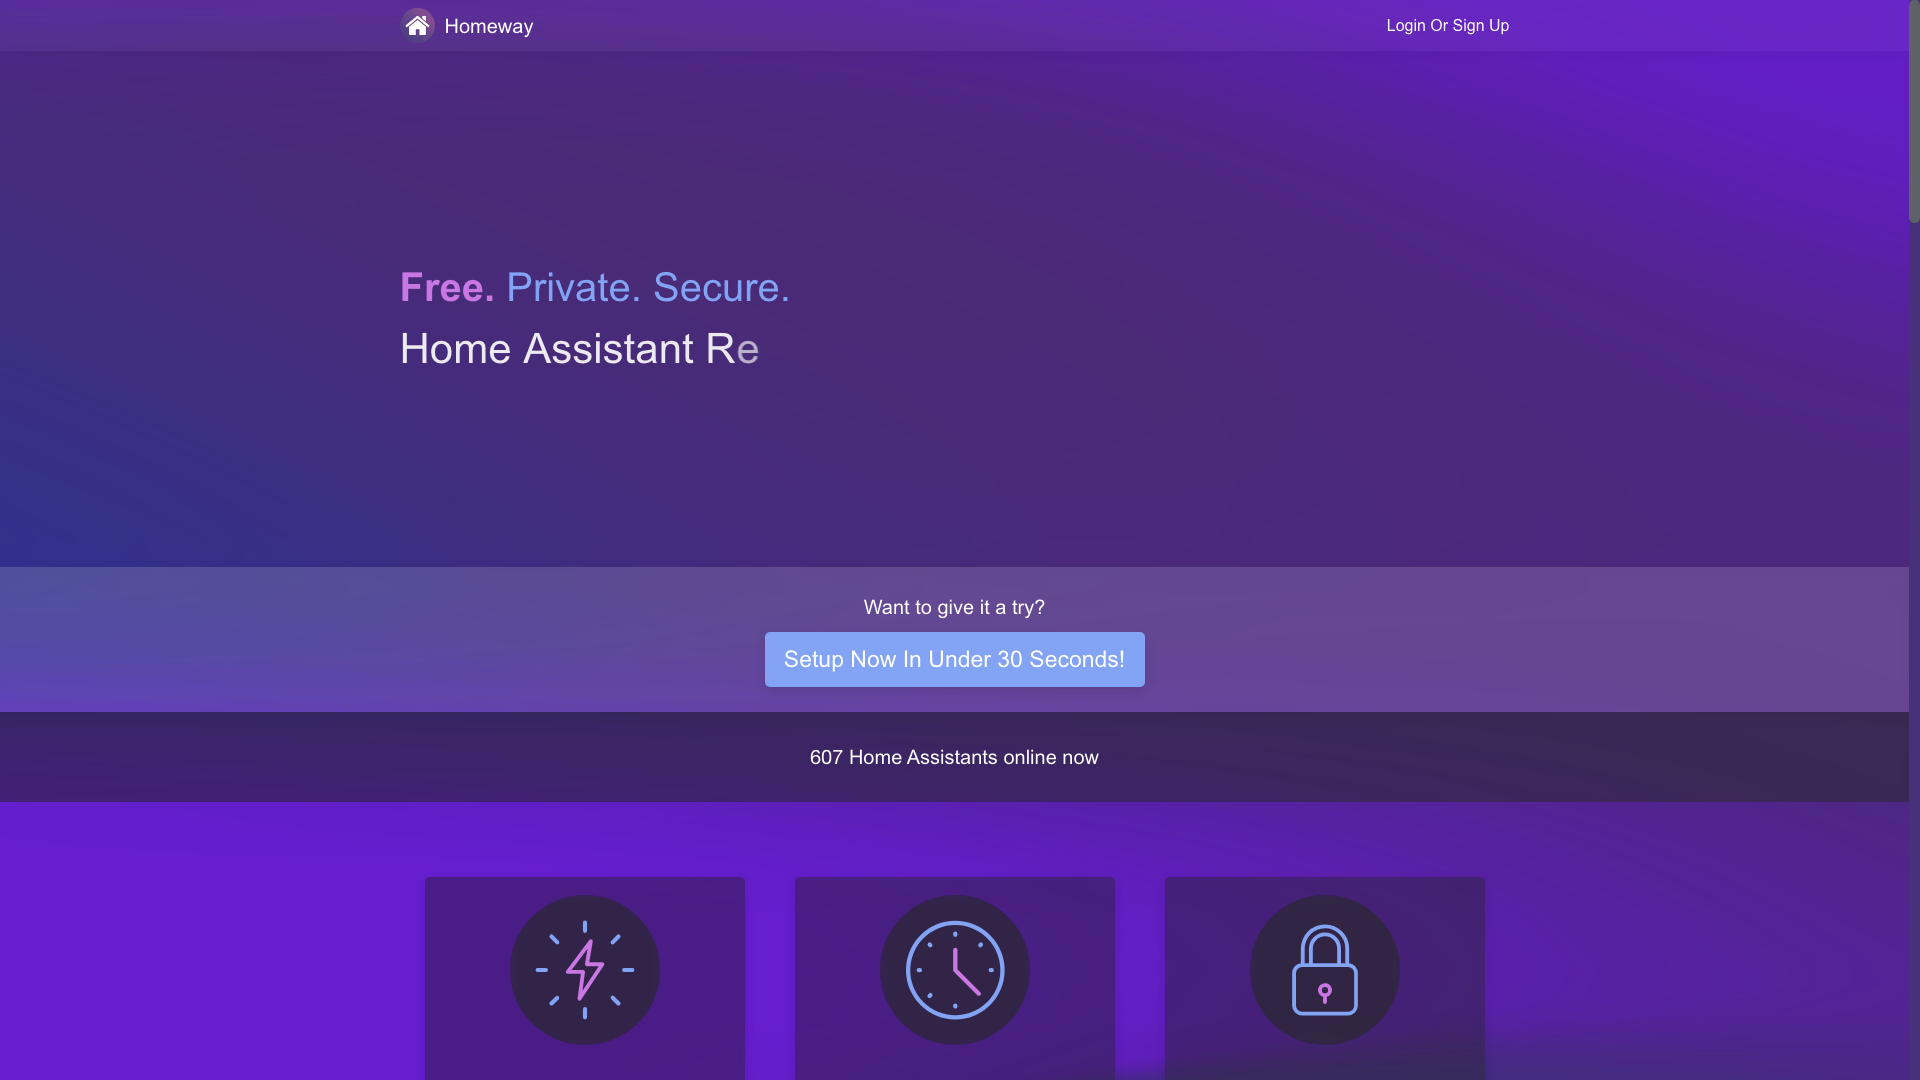 Homeway
Login Or Sign Up
Free. Private. Secure.
Home Assistant Re
Want to give it a try?
Setup Now In Under 30 Seconds!
607 Home Assistants online now